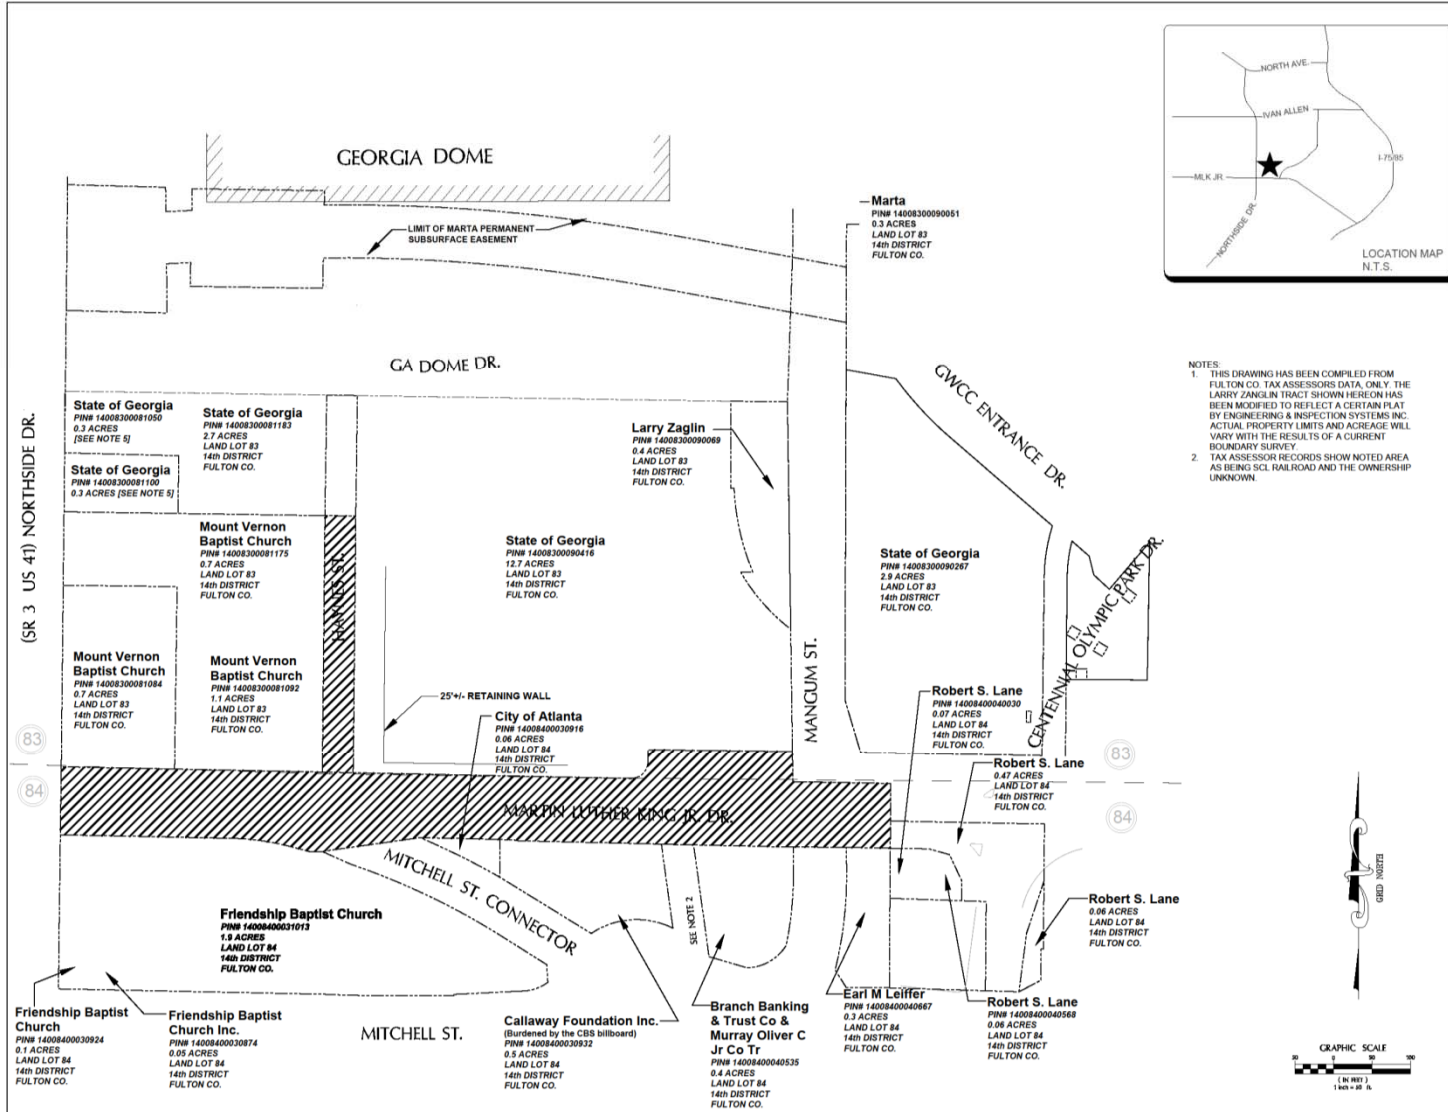 GEORGIA DOME
LIMIT OF MARTA PERMANENT
SUBSURFACE EASEMENT
Marta
PIN# 14008300090051
0.3 ACRES
LAND LOT 83
14th DISTRICT
FULTON CO.
NORTH AVE.
IVAN ALLEN
I-75/85
MLK JR.
NORTHSIDE DR.
LOCATION MAP
N.T.S.
GA DOME DR.
GWCC ENTRANCE DR.
NOTES:
1. THIS DRAWING HAS BEEN COMPILED FROM
FULTON CO. TAX ASSESSORS DATA, ONLY. THE
LARRY ZANGLIN TRACT SHOWN HEREON HAS
BEEN MODIFIED TO REFLECT A CERTAIN PLAT
BY ENGINEERING & INSPECTION SYSTEMS INC.
ACTUAL PROPERTY LIMITS AND ACREAGE WILL
VARY WITH THE RESULTS OF A CURRENT
BOUNDARY SURVEY.
2. TAX ASSESSOR RECORDS SHOW NOTED AREA
AS BEING SCL RAILROAD AND THE OWNERSHIP
UNKNOWN.
(SR 3 US 41) NORTHSIDE DR.
State of Georgia
PIN# 14008300081050
0.3 ACRES
[SEE NOTE 5]
State of Georgia
PIN# 14008300081183
2.7 ACRES
LAND LOT 83
14th DISTRICT
FULTON CO.
State of Georgia
PIN# 14008300081100
0.3 ACRES [SEE NOTE 5]
Larry Zaglin
PIN# 14008300090069
0.4 ACRES
LAND LOT 83
14th DISTRICT
FULTON CO.
Mount Vernon
Baptist Church
PIN# 14008300081175
0.7 ACRES
LAND LOT 83
14th DISTRICT
FULTON CO.
HAYNES ST.
State of Georgia
PIN# 14008300090416
12.7 ACRES
LAND LOT 83
14th DISTRICT
FULTON CO.
State of Georgia
PIN# 14008300090267
2.9 ACRES
LAND LOT 83
14th DISTRICT
FULTON CO.
CENTENNIAL OLYMPIC PARK DR.
MANGUM ST.
Mount Vernon
Baptist Church
PIN# 14008300081084
0.7 ACRES
LAND LOT 83
14th DISTRICT
FULTON CO.
Mount Vernon
Baptist Church
PIN# 14008300081092
1.1 ACRES
LAND LOT 83
14th DISTRICT
FULTON CO.
25'+/- RETAINING WALL
City of Atlanta
PIN# 14008400030916
0.06 ACRES
LAND LOT 84
14th DISTRICT
FULTON CO.
Robert S. Lane
PIN# 14008400040030
0.07 ACRES
LAND LOT 84
14th DISTRICT
FULTON CO.
Robert S. Lane
0.47 ACRES
LAND LOT 84
14th DISTRICT
FULTON CO.
83
84
83
84
MARTIN LUTHER KING JR. DR.
MITCHELL ST. CONNECTOR
Friendship Baptist Church
PIN# 14008400031013
1.9 ACRES
LAND LOT 84
14th DISTRICT
FULTON CO.
SEE NOTE 2
Robert S. Lane
0.06 ACRES
LAND LOT 84
14th DISTRICT
FULTON CO.
GRID NORTH
Friendship Baptist
Church
PIN# 14008400030924
0.1 ACRES
LAND LOT 84
14th DISTRICT
FULTON CO.
Friendship Baptist
Church Inc.
PIN# 14008400030874
0.05 ACRES
LAND LOT 84
14th DISTRICT
FULTON CO.
MITCHELL ST.
Callaway Foundation Inc.
(Burdened by the CBS billboard)
PIN# 14008400030932
0.5 ACRES
LAND LOT 84
14th DISTRICT
FULTON CO.
Branch Banking
& Trust Co &
Murray Oliver C
Jr Co Tr
PIN# 14008400040535
0.4 ACRES
LAND LOT 84
14th DISTRICT
FULTON CO.
Earl M Leiffer
PIN# 14008400040667
0.3 ACRES
LAND LOT 84
14th DISTRICT
FULTON CO.
Robert S. Lane
PIN# 14008400040568
0.06 ACRES
LAND LOT 84
14th DISTRICT
FULTON CO.
GRAPHIC SCALE
50 0 50 100
( IN FEET )
1 inch = 50 ft.